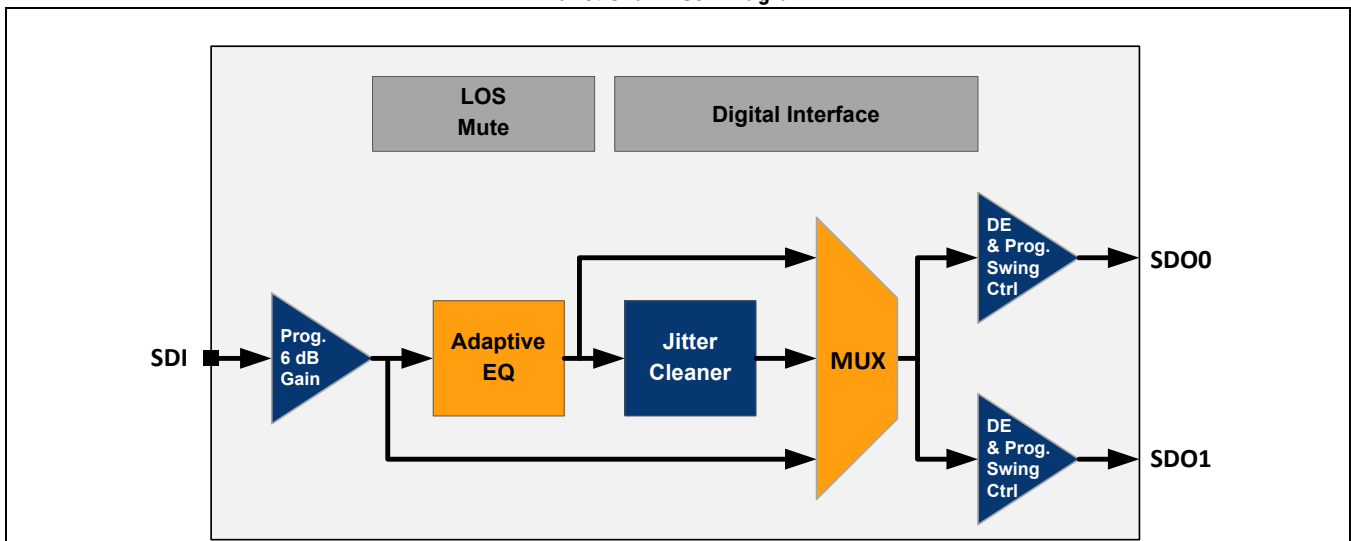 LOS
Mute
Digital Interface
DE
& Prog.
Swing
Ctrl
SDO0
SDI
Prog.
6 dB
Gain
Adaptive
EQ
Jitter
Cleaner
MUX
DE
& Prog.
Swing
Ctrl
SDO1